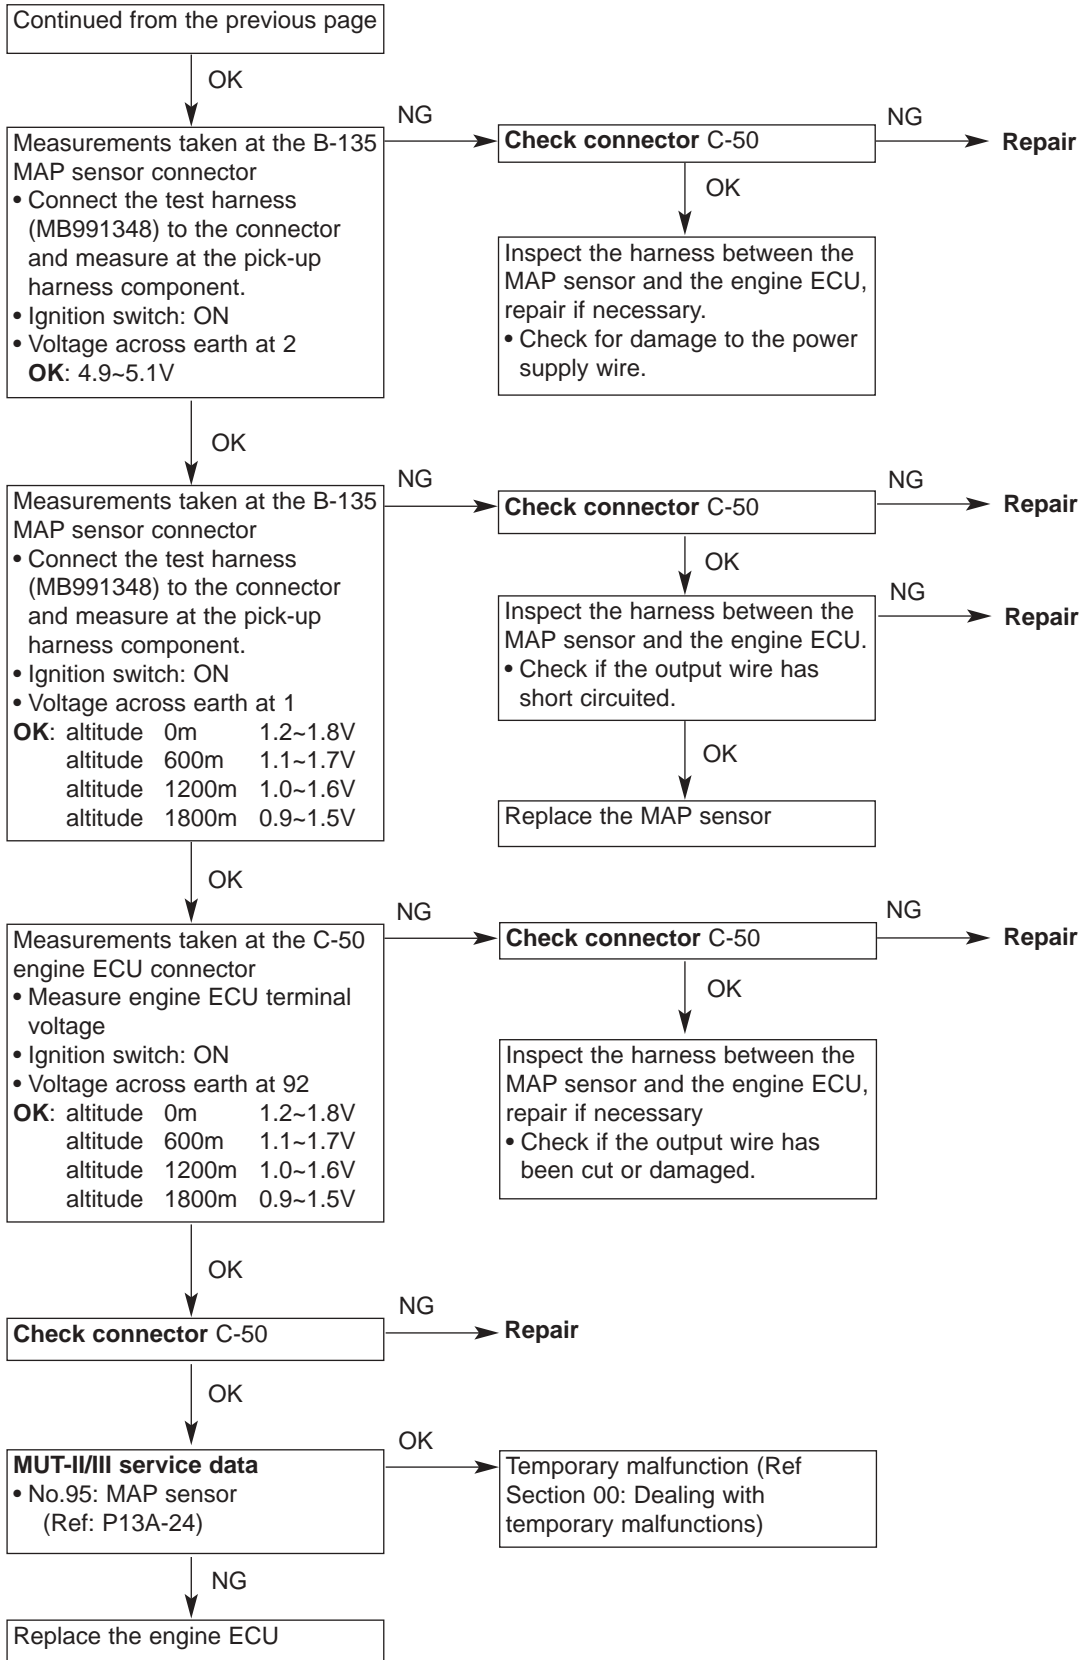 Continued from the previous page
OK
Measurements taken at the B-135
MAP sensor connector
• Connect the test harness
(MB991348) to the connector
and measure at the pick-up
harness component.
• Ignition switch: ON
• Voltage across earth at 2
OK: 4.9~5.1V
NG
Check connector C-50
NG
Repair
OK
Inspect the harness between the
MAP sensor and the engine ECU,
repair if necessary.
• Check for damage to the power
supply wire.
OK
Measurements taken at the B-135
MAP sensor connector
• Connect the test harness
(MB991348) to the connector
and measure at the pick-up
harness component.
• Ignition switch: ON
• Voltage across earth at 1
OK: altitude 0m 1.2~1.8V
altitude 600m 1.1~1.7V
altitude 1200m 1.0~1.6V
altitude 1800m 0.9~1.5V
NG
Check connector C-50
NG
Repair
OK
Inspect the harness between the
MAP sensor and the engine ECU.
• Check if the output wire has
short circuited.
NG
Repair
OK
Replace the MAP sensor
OK
Measurements taken at the C-50
engine ECU connector
• Measure engine ECU terminal
voltage
• Ignition switch: ON
• Voltage across earth at 92
OK: altitude 0m 1.2~1.8V
altitude 600m 1.1~1.7V
altitude 1200m 1.0~1.6V
altitude 1800m 0.9~1.5V
NG
Check connector C-50
NG
Repair
OK
Inspect the harness between the
MAP sensor and the engine ECU,
repair if necessary
• Check if the output wire has
been cut or damaged.
OK
Check connector C-50
NG
Repair
OK
MUT-II/III service data
• No.95: MAP sensor
(Ref: P13A-24)
OK
Temporary malfunction (Ref
Section 00: Dealing with
temporary malfunctions)
NG
Replace the engine ECU